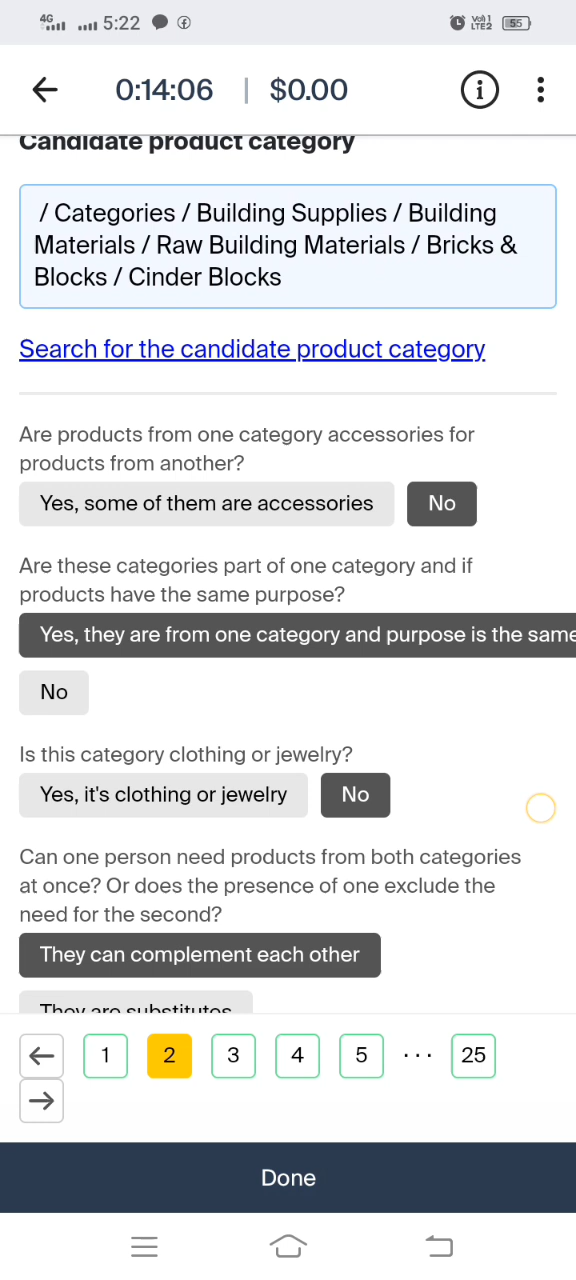 4G 5:22 Vo) 1 LTE2 55
0:14:06 | $0.00
Candidate product category
/ Categories / Building Supplies / Building
Materials / Raw Building Materials / Bricks &
Blocks / Cinder Blocks
Search for the candidate product category
Are products from one category accessories for
products from another?
Yes, some of them are accessories No
Are these categories part of one category and if
products have the same purpose?
Yes, they are from one category and purpose is the same
No
Is this category clothing or jewelry?
Yes, it's clothing or jewelry No
Can one person need products from both categories
at once? Or does the presence of one exclude the
need for the second?
They can complement each other
They are substitutes
1 2 3 4 5 ... 25
Done